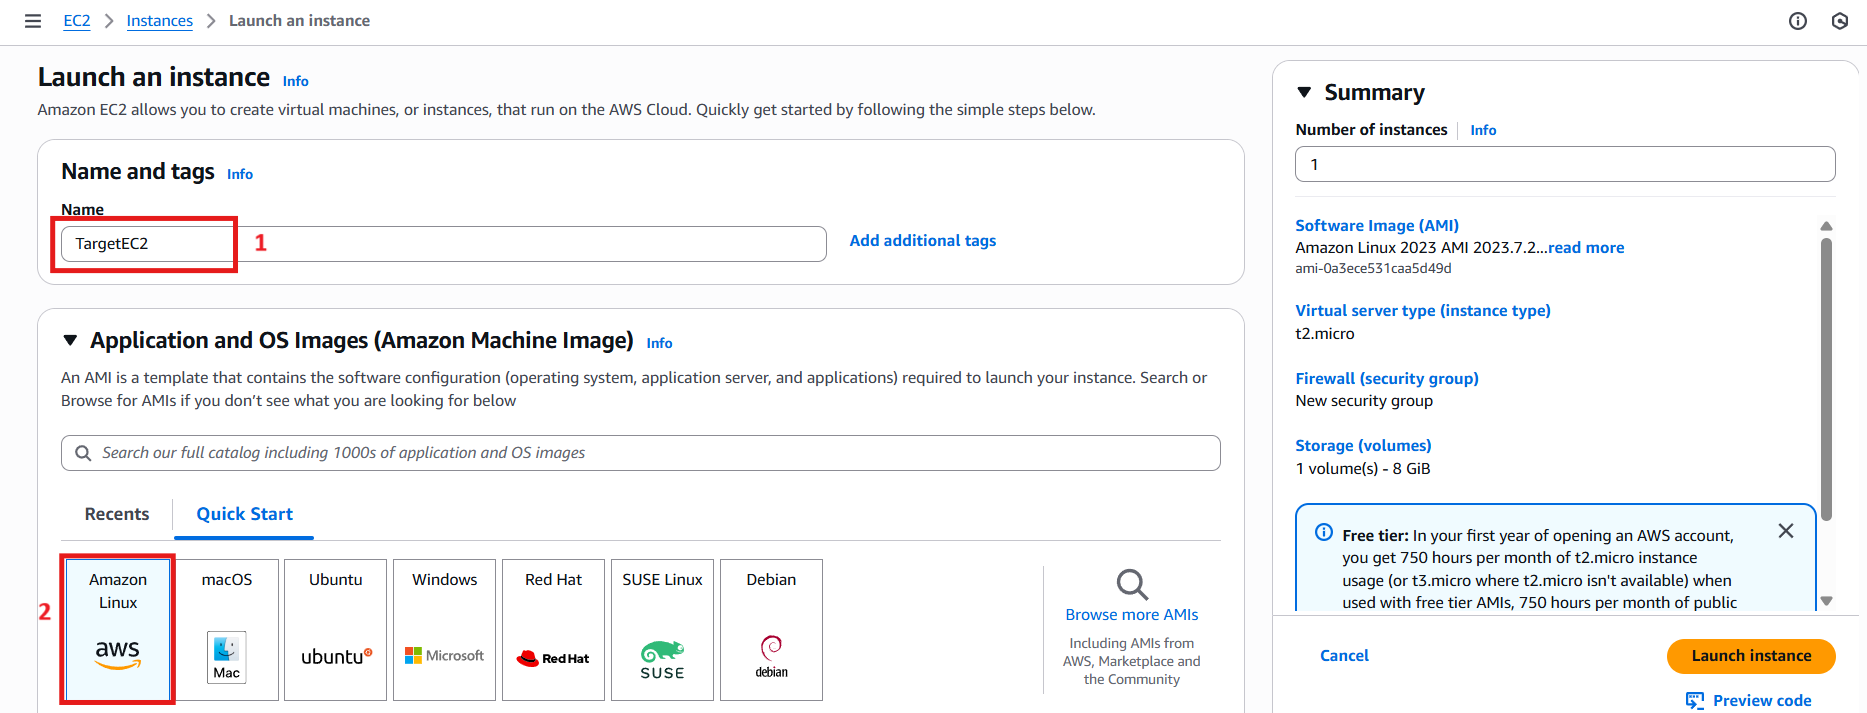 EC2 > Instances > Launch an instance
Launch an instance Info
Amazon EC2 allows you to create virtual machines, or instances, that run on the AWS Cloud. Quickly get started by following the simple steps below.
Name and tags Info
Name
TargetEC2 1
Add additional tags
Application and OS Images (Amazon Machine Image) Info
An AMI is a template that contains the software configuration (operating system, application server, and applications) required to launch your instance. Search or
Browse for AMIs if you don’t see what you are looking for below
Search our full catalog including 1000s of application and OS images
Recents Quick Start
2
Amazon
Linux
aws
macOS
Mac
Ubuntu
ubuntu
Windows
Microsoft
Red Hat
Red Hat
SUSE Linux
SUSE
Debian
debian
Browse more AMIs
Including AMIs from
AWS, Marketplace and
the Community
Summary
Number of instances Info
1
Software Image (AMI)
Amazon Linux 2023 AMI 2023.7.2...read more
ami-0a3ece531caa5d49d
Virtual server type (instance type)
t2.micro
Firewall (security group)
New security group
Storage (volumes)
1 volume(s) - 8 GiB
Free tier: In your first year of opening an AWS account,
you get 750 hours per month of t2.micro instance
usage (or t3.micro where t2.micro isn't available) when
used with free tier AMIs, 750 hours per month of public
Cancel
Launch instance
Preview code